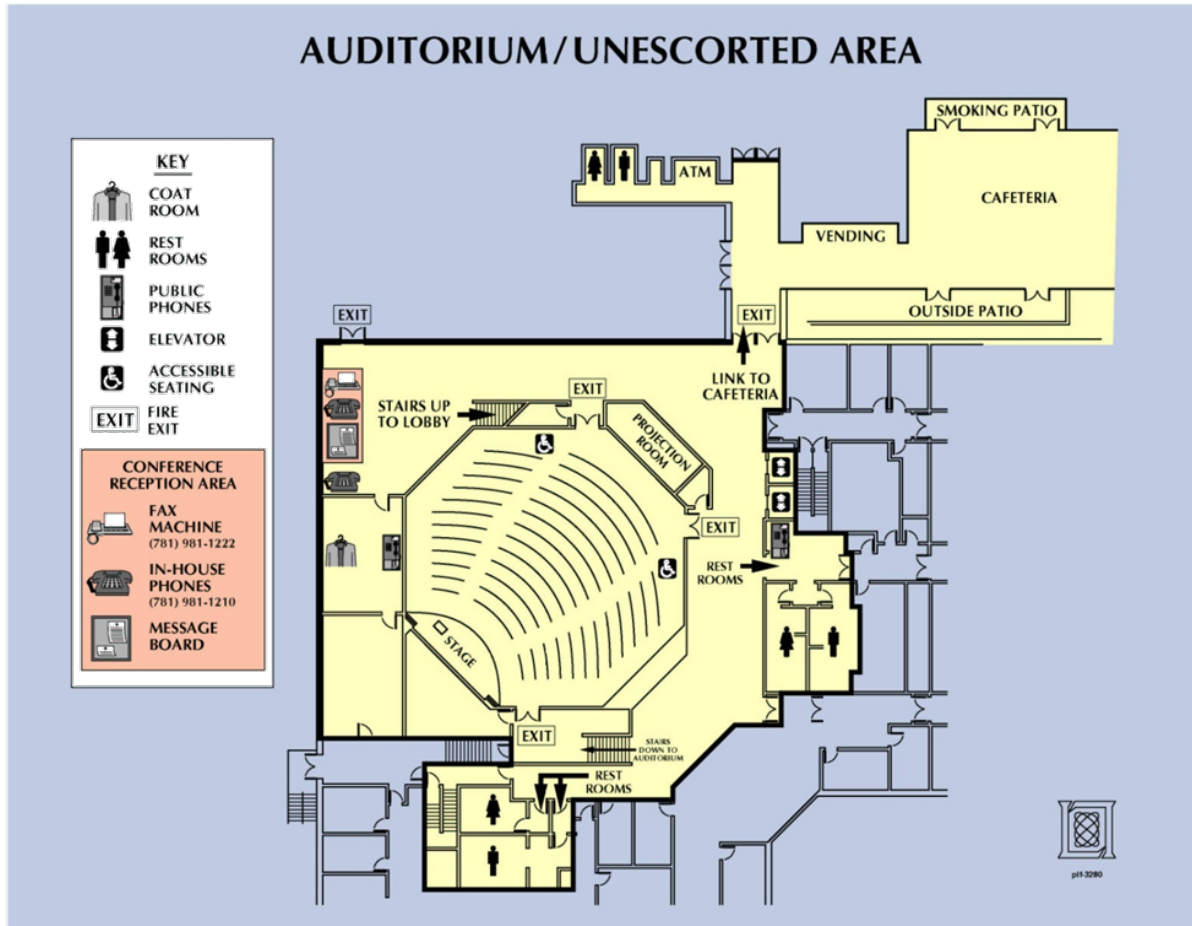 AUDITORIUM/UNESCORTED AREA
KEY
COAT
ROOM
REST
ROOMS
PUBLIC
PHONES
ELEVATOR
ACCESSIBLE
SEATING
EXIT
FIRE
EXIT
CONFERENCE
RECEPTION AREA
FAX
MACHINE
(781) 981-1222
IN-HOUSE
PHONES
(781) 981-1210
MESSAGE
BOARD
SMOKING PATIO
ATM
CAFETERIA
VENDING
OUTSIDE PATIO
EXIT
EXIT
LINK TO
CAFETERIA
EXIT
STAIRS UP
TO LOBBY
PROJECTION
ROOM
EXIT
REST
ROOMS
STAGE
EXIT
STAIRS
DOWN TO
AUDITORIUM
REST
ROOMS
plt-3280